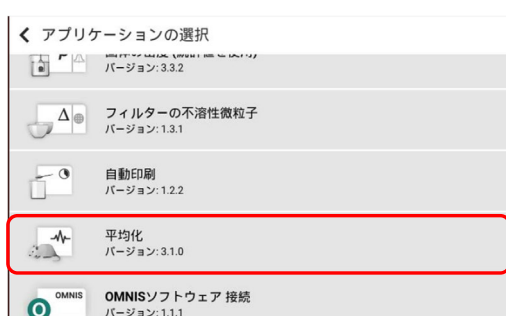 アプリケーションの選択
バージョン: 3.3.2
フィルターの不溶性微粒子
バージョン: 1.3.1
自動印刷
バージョン: 1.2.2
平均化
バージョン: 3.1.0
OMNIS
OMNISソフトウェア 接続
バージョン: 1.1.1